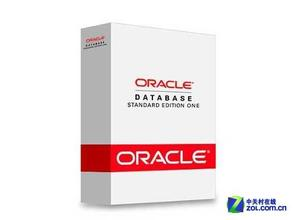 ORACLE
DATABASE
STANDARD EDITION ONE
ORACLE
中关村在线
zol.com.cn